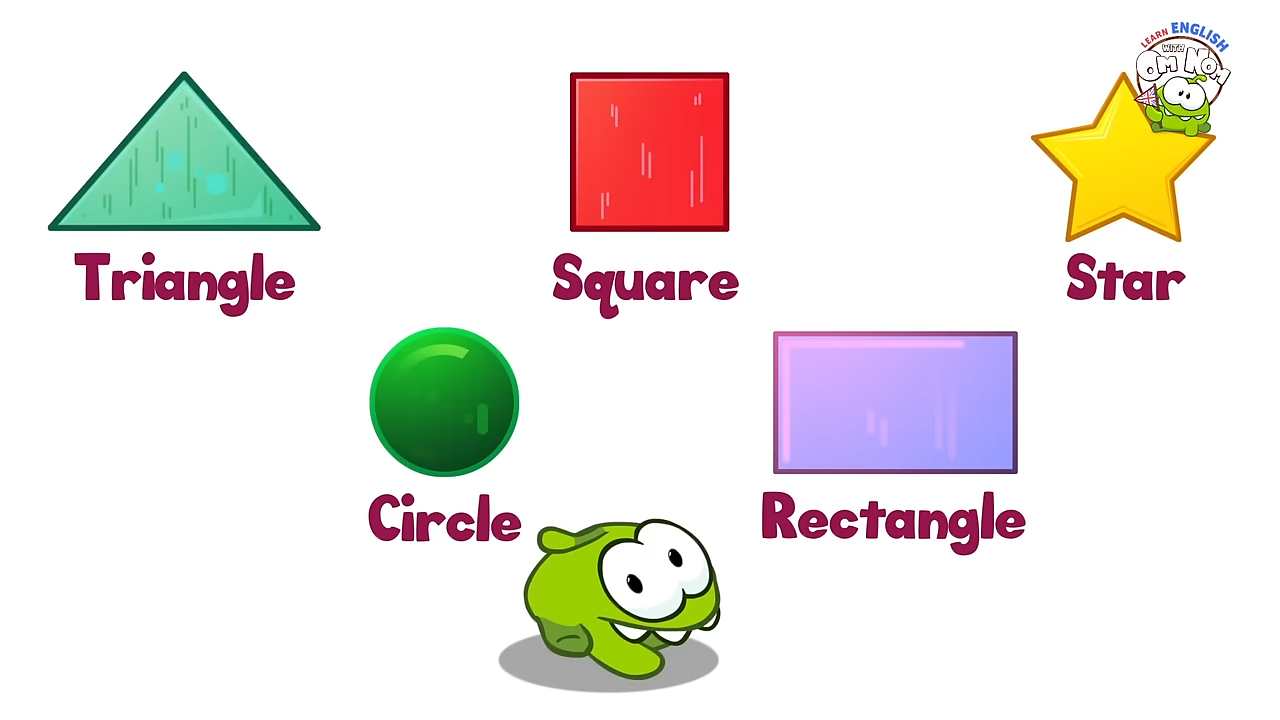 LEARN ENGLISH
WITH
OM NOM
Triangle
Square
Star
Circle
Rectangle